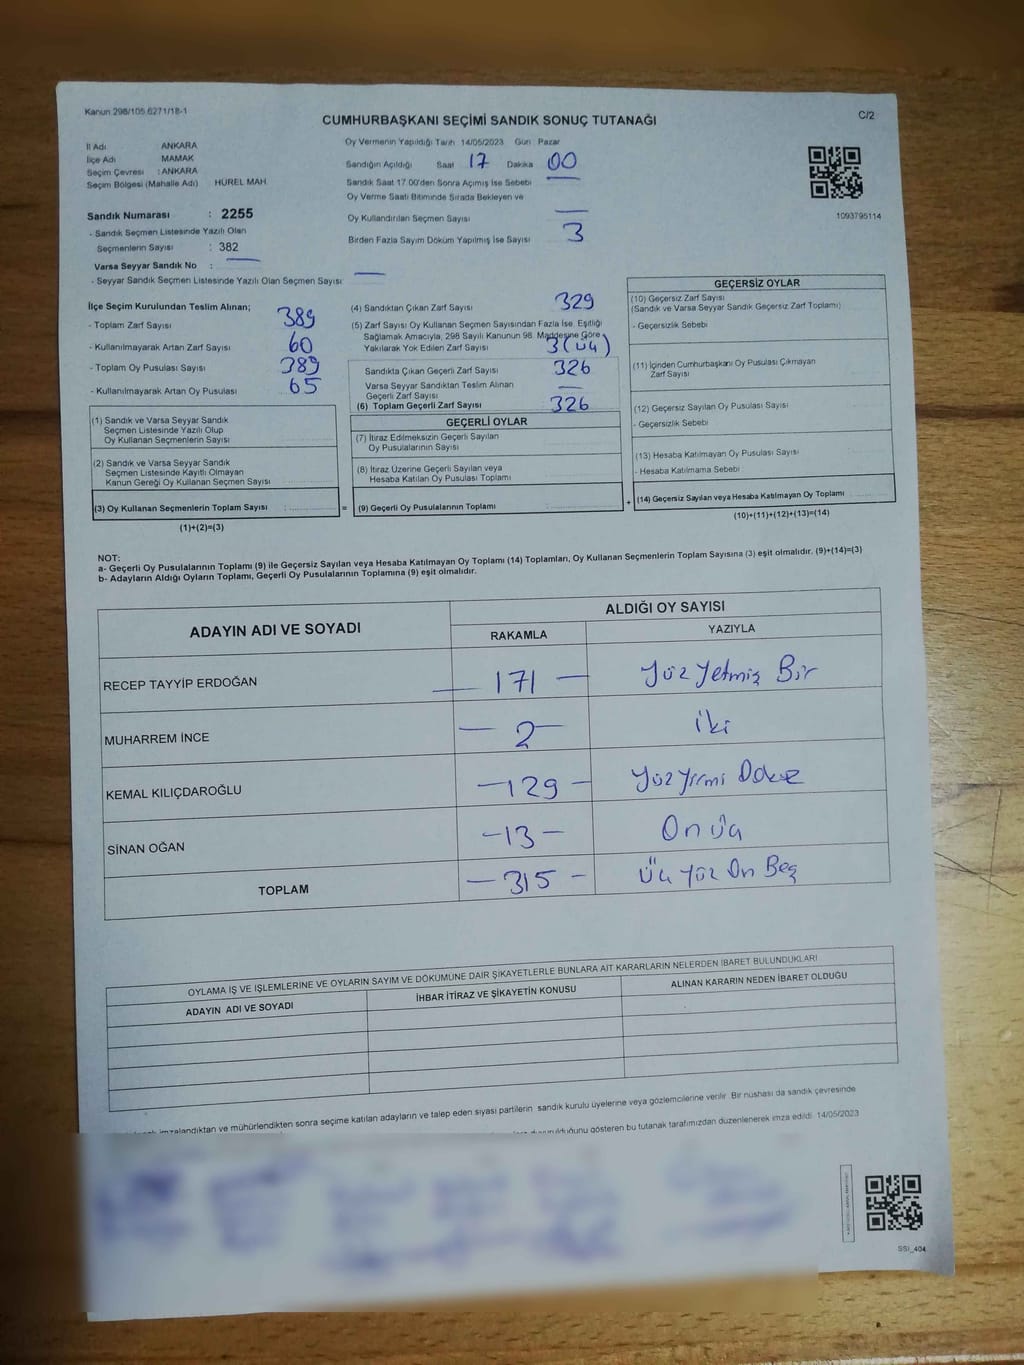 Kanun 298/105 6271/18-1
C/2
CUMHURBAŞKANI SEÇİMİ SANDIK SONUÇ TUTANAĞI
İl Adı ANKARA
İlçe Adı MAMAK
Seçim Çevresi : ANKARA
Seçim Bölgesi (Mahalle Adı) HÜREL MAH.
Sandık Numarası : 2255
- Sandık Seçmen Listesinde Yazılı Olan
Seçmenlerin Sayısı : 382
Varsa Seyyar Sandık No :
- Seyyar Sandık Seçmen Listesinde Yazılı Olan Seçmen Sayısı:
Oy Vermenin Yapıldığı Tarih 14/05/2023 Gün Pazar
Sandığın Açıldığı Saat 17 Dakika 00
Sandık Saat 17.00'den Sonra Açımış İse Sebebi
Oy Verme Saati Bitiminde Sırada Bekleyen ve
Oy Kullandırılan Seçmen Sayısı
Birden Fazla Sayım Döküm Yapılmış İse Sayısı 3
1093795114
İlçe Seçim Kurulundan Teslim Alınan;
- Toplam Zarf Sayısı 389
- Kullanılmayarak Artan Zarf Sayısı 60
- Toplam Oy Pusulası Sayısı 389
- Kullanılmayarak Artan Oy Pusulası 65
(1) Sandık ve Varsa Seyyar Sandık
Seçmen Listesinde Yazılı Olup
Oy Kullanan Seçmenlerin Sayısı
(2) Sandık ve Varsa Seyyar Sandık
Seçmen Listesinde Kayıtlı Olmayan
Kanun Gereği Oy Kullanan Seçmen Sayısı :
(3) Oy Kullanan Seçmenlerin Toplam Sayısı :
(1)+(2)=(3)
=
(4) Sandıktan Çıkan Zarf Sayısı 329
(5) Zarf Sayısı Oy Kullanan Seçmen Sayısından Fazla İse, Eşitliği
Sağlamak Amacıyla, 298 Sayılı Kanunun 98. Maddesine Göre
Yakılarak Yok Edilen Zarf Sayısı 3 (üç)
Sandıkta Çıkan Geçerli Zarf Sayısı 326
Varsa Seyyar Sandıktan Teslim Alınan
Geçerli Zarf Sayısı
(6) Toplam Geçerli Zarf Sayısı 326
GEÇERLİ OYLAR
(7) İtiraz Edilmeksizin Geçerli Sayılan
Oy Pusulalarının Sayısı
(8) İtiraz Üzerine Geçerli Sayılan veya
Hesaba Katılan Oy Pusulası Toplamı
(9) Geçerli Oy Pusulalarının Toplamı
+
GEÇERSİZ OYLAR
(10) Geçersiz Zarf Sayısı
(Sandık ve Varsa Seyyar Sandık Geçersiz Zarf Toplamı)
- Geçersizlik Sebebi
(11) İçinden Cumhurbaşkanı Oy Pusulası Çıkmayan
Zarf Sayısı
(12) Geçersiz Sayılan Oy Pusulası Sayısı
- Geçersizlik Sebebi
(13) Hesaba Katılmayan Oy Pusulası Sayısı
- Hesaba Katılmama Sebebi
(14) Geçersiz Sayılan veya Hesaba Katılmayan Oy Toplamı
(10)+(11)+(12)+(13)=(14)
NOT:
a- Geçerli Oy Pusulalarının Toplamı (9) ile Geçersiz Sayılan veya Hesaba Katılmayan Oy Toplamı (14) Toplamları, Oy Kullanan Seçmenlerin Toplam Sayısına (3) eşit olmalıdır. (9)+(14)=(3)
b- Adayların Aldığı Oyların Toplamı, Geçerli Oy Pusulalarının Toplamına (9) eşit olmalıdır.
ADAYIN ADI VE SOYADI
ALDIĞI OY SAYISI
RAKAMLA YAZIYLA
RECEP TAYYİP ERDOĞAN - 171 - Yüz Yetmiş Bir
MUHARREM İNCE - 2 - iki
KEMAL KILIÇDAROĞLU - 129 - Yüz Yirmi Dokuz
SİNAN OĞAN - 13 - On üç
TOPLAM - 315 - Üç Yüz On Beş
OYLAMA İŞ VE İŞLEMLERİNE VE OYLARIN SAYIM VE DÖKÜMÜNE DAİR ŞİKAYETLERLE BUNLARA AİT KARARLARIN NELERDEN İBARET BULUNDUKLARI
ADAYIN ADI VE SOYADI İHBAR İTİRAZ VE ŞİKAYETİN KONUSU ALINAN KARARIN NEDEN İBARET OLDUĞU
imzalandıktan ve mühürlendikten sonra seçime katılan adayların ve talep eden siyasi partilerin sandık kurulu üyelerine veya gözlemcilerine verilir. Bir nüshası da sandık çevresinde
duyurulduğunu gösteren bu tutanak tarafımızdan düzenlenerek imza edildi. 14/05/2023
SSI_404